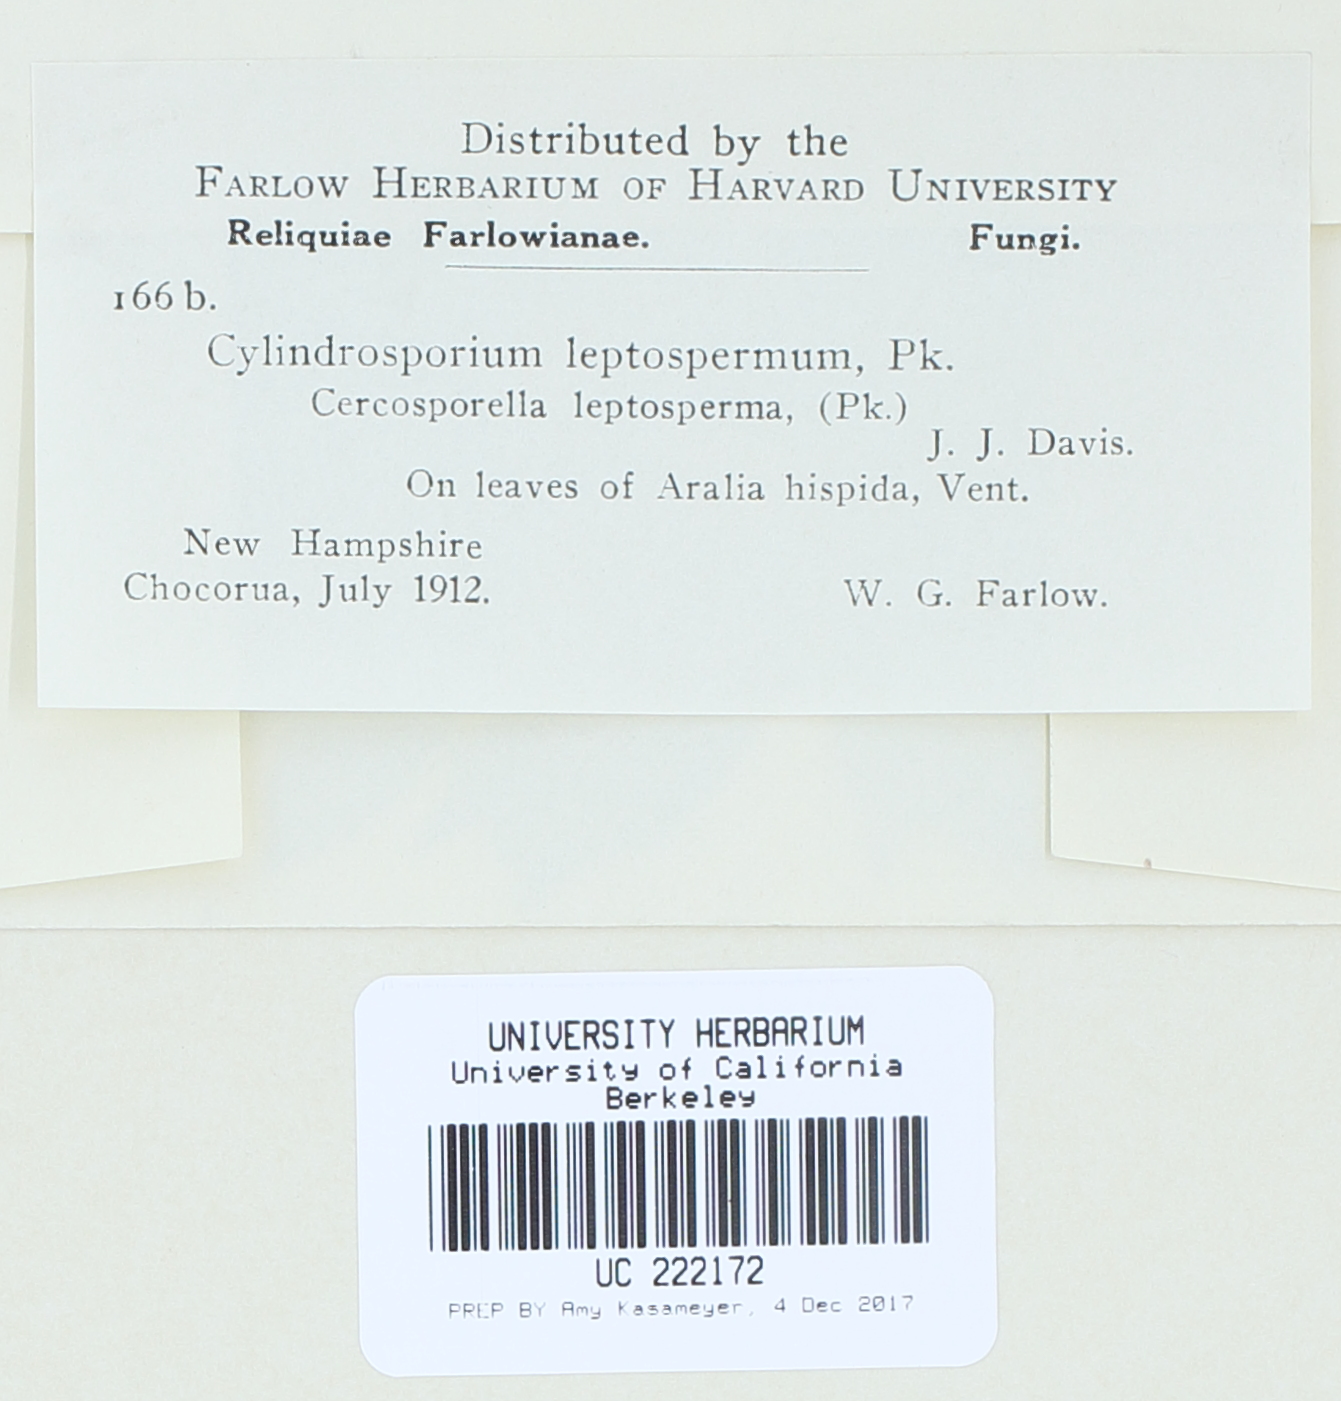 Distributed by the
FARLOW HERBARIUM OF HARVARD UNIVERSITY
Reliquiae Farlowianae. Fungi.
166 b.
Cylindrosporium leptospermum, Pk.
Cercosporella leptosperma, (Pk.)
J. J. Davis.
On leaves of Aralia hispida, Vent.
New Hampshire
Chocorua, July 1912. W. G. Farlow.
UNIVERSITY HERBARIUM
University of California
Berkeley
UC 222172
PREP BY Amy Kasameyer, 4 Dec 2017